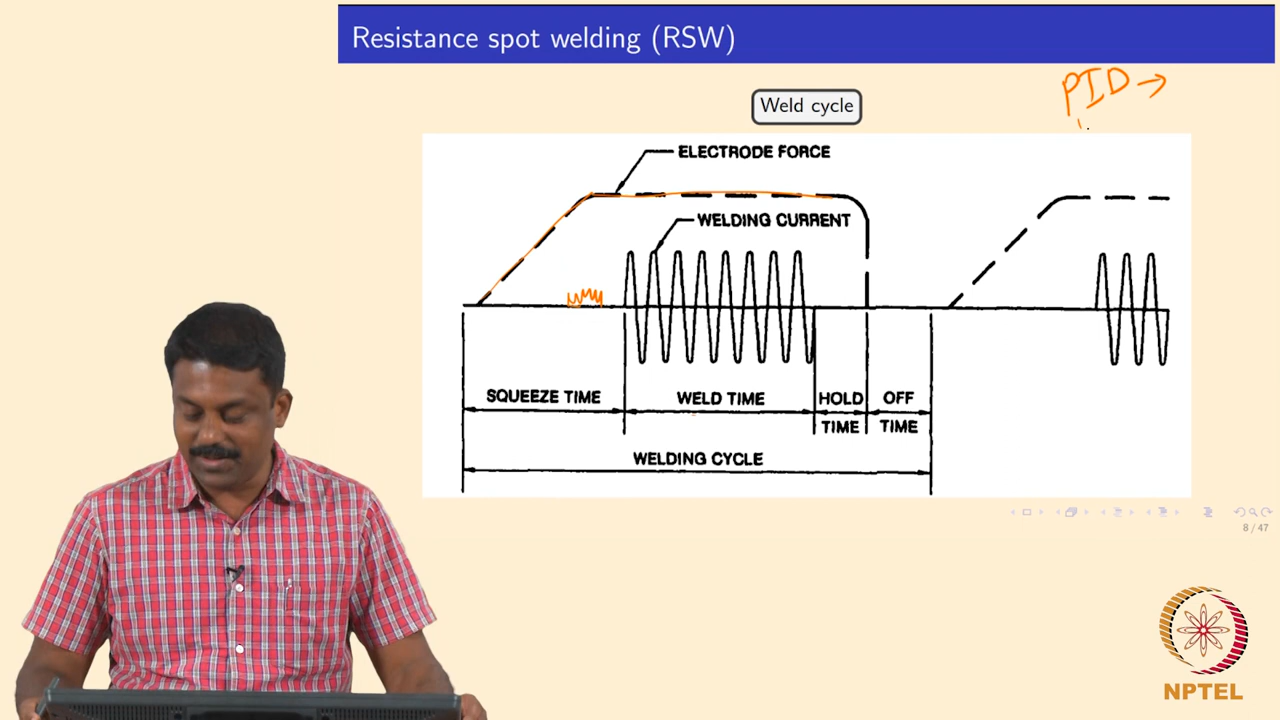 Resistance spot welding (RSW)
PID →
Weld cycle
ELECTRODE FORCE
WELDING CURRENT
SQUEEZE TIME
WELD TIME
HOLD TIME
OFF TIME
WELDING CYCLE
8 / 47
NPTEL